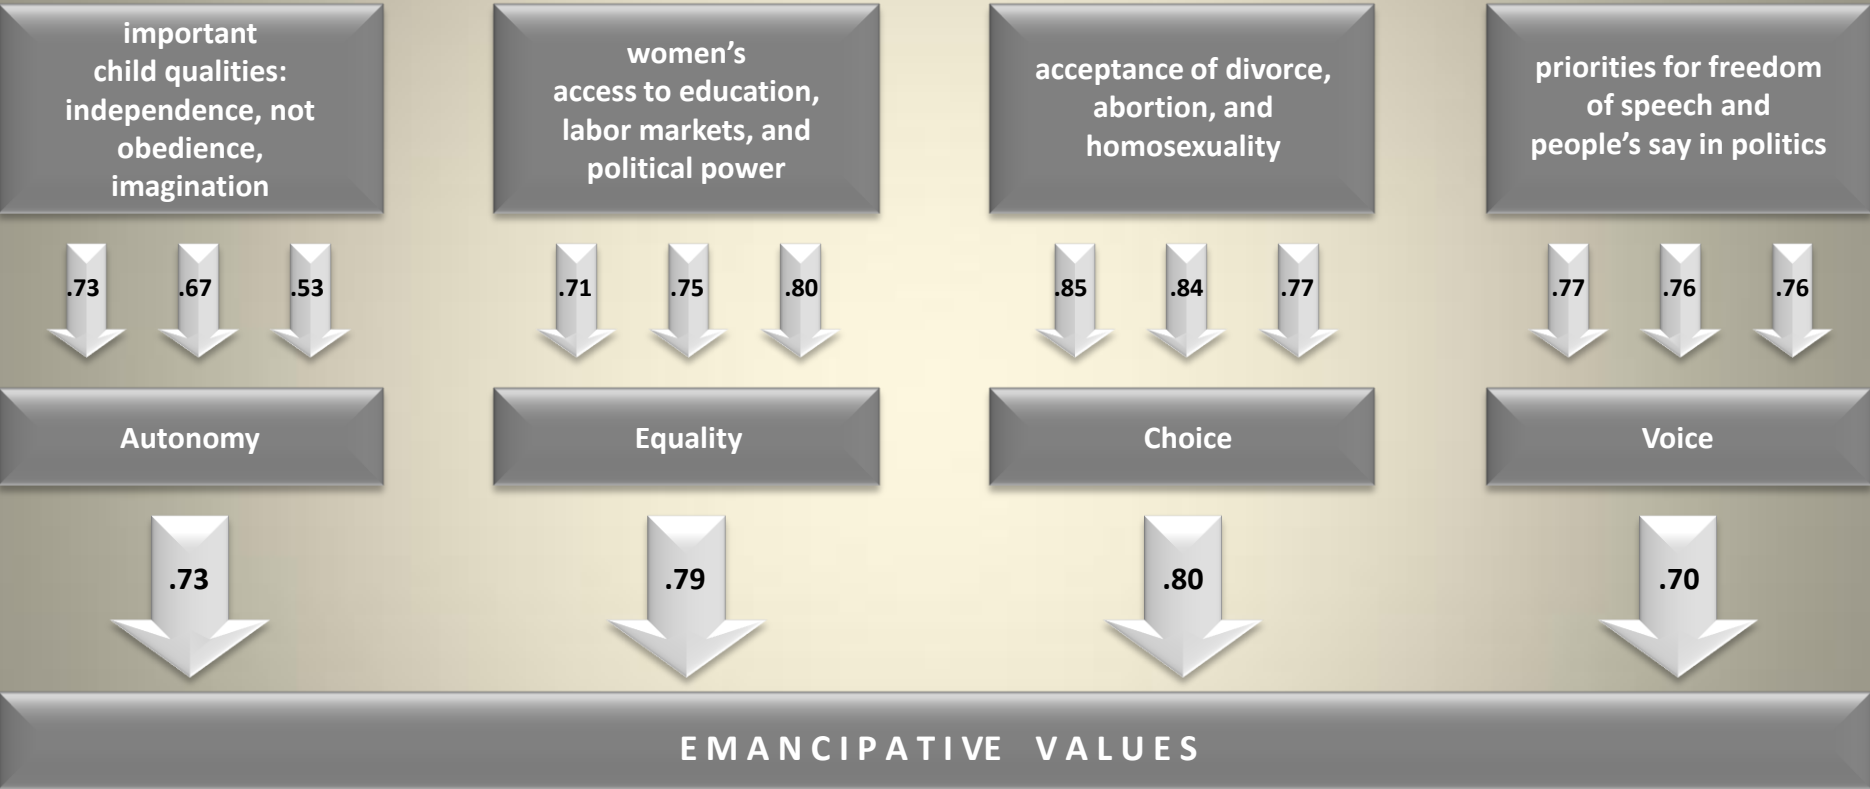 important
child qualities:
independence, not
obedience,
imagination
women's
access to education,
labor markets, and
political power
acceptance of divorce,
abortion, and
homosexuality
priorities for freedom
of speech and
people's say in politics
.73 .67 .53 .71 .75 .80 .85 .84 .77 .77 .76 .76
Autonomy Equality Choice Voice
.73 .79 .80 .70
EMANCIPATIVE VALUES